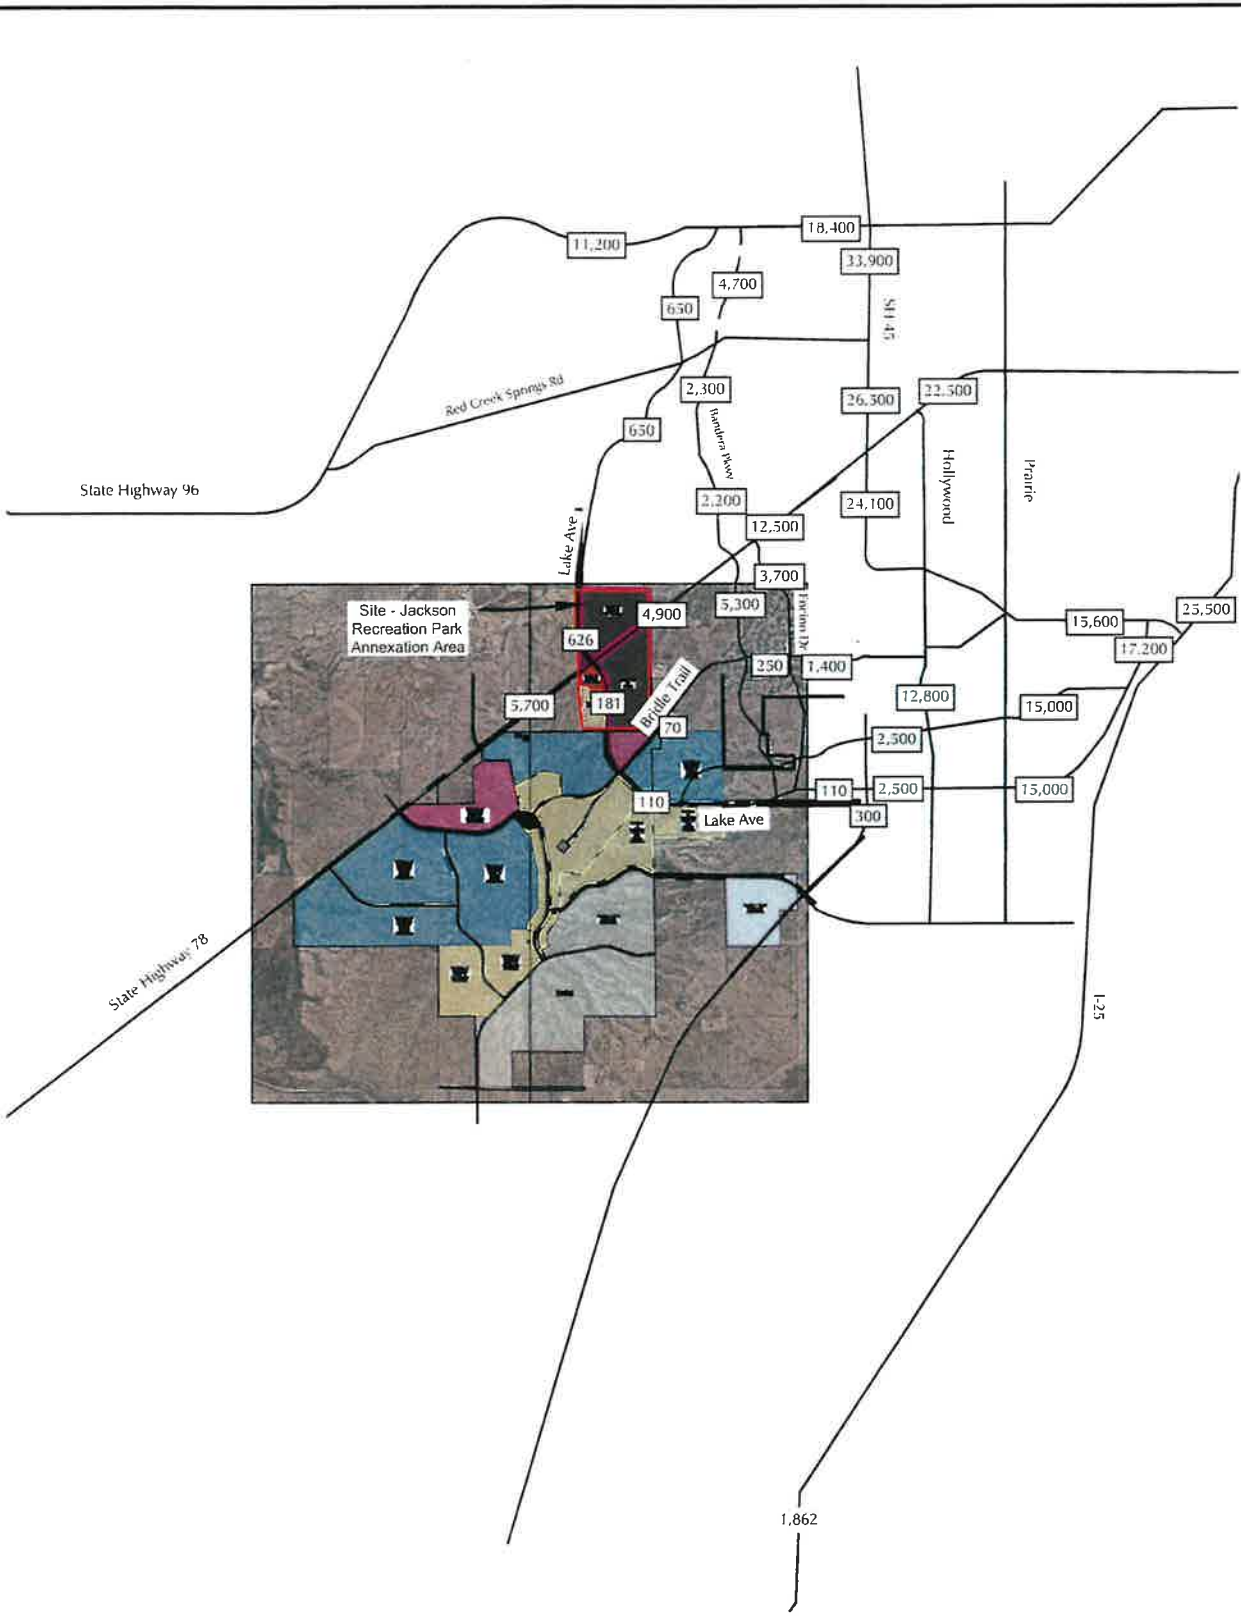 18,400
11,200
33,900
4,700
650
SH 45
Red Creek Springs Rd
2,300
22,500
26,300
650
Bandera Pkwy
State Highway 96
Hollywood
Prairie
2,200
24,100
12,500
Lake Ave
3,700
Site - Jackson
Recreation Park
Annexation Area
4,900
5,300
25,500
15,600
626
17,200
250
1,400
Bridle Trail
5,700
181
12,800
15,000
70
2,500
110
110
2,500
15,000
Lake Ave
300
State Highway 78
I-25
1,862